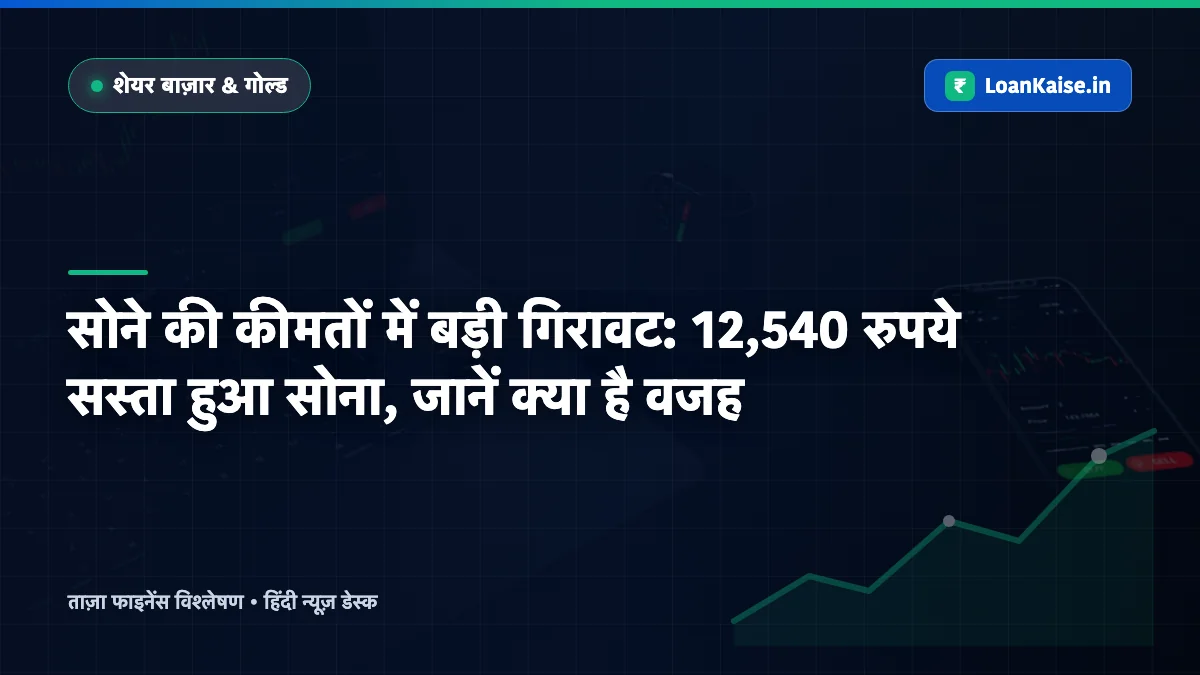 शेयर बाज़ार & गोल्ड
₹ LoanKaise.in
सोने की कीमतों में बड़ी गिरावट: 12,540 रुपये
सस्ता हुआ सोना, जानें क्या है वजह
ताज़ा फाइनेंस विश्लेषण • हिंदी न्यूज़ डेस्क